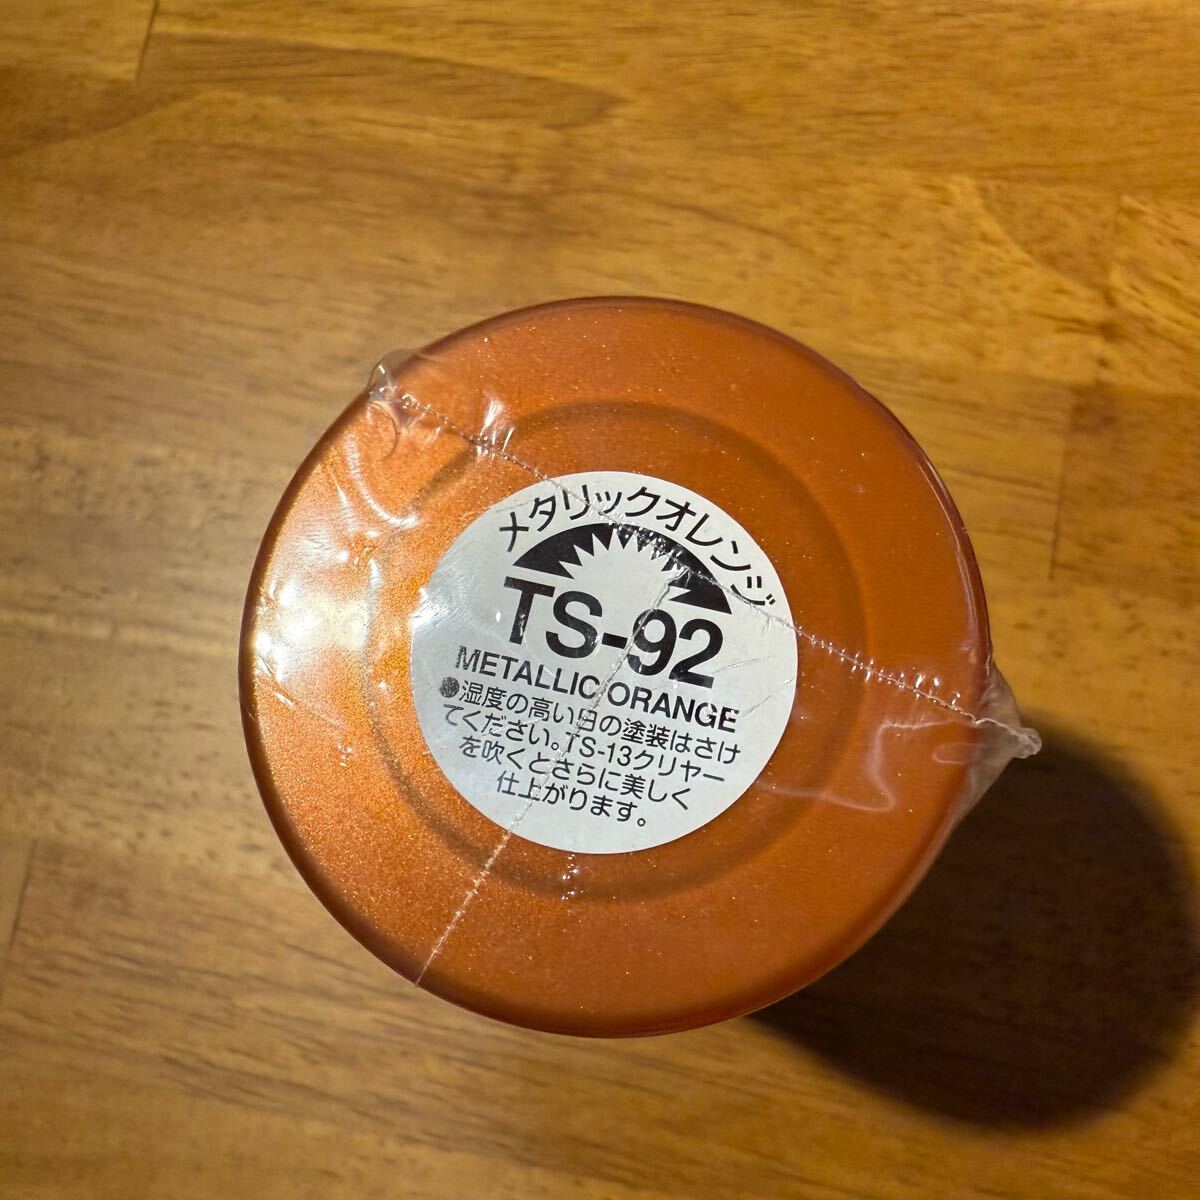 メタリックオレンジ
TS-92
METALLIC ORANGE
●湿度の高い日の塗装はさけ
てください。TS-13クリヤー
を吹くとさらに美しく
仕上がります。